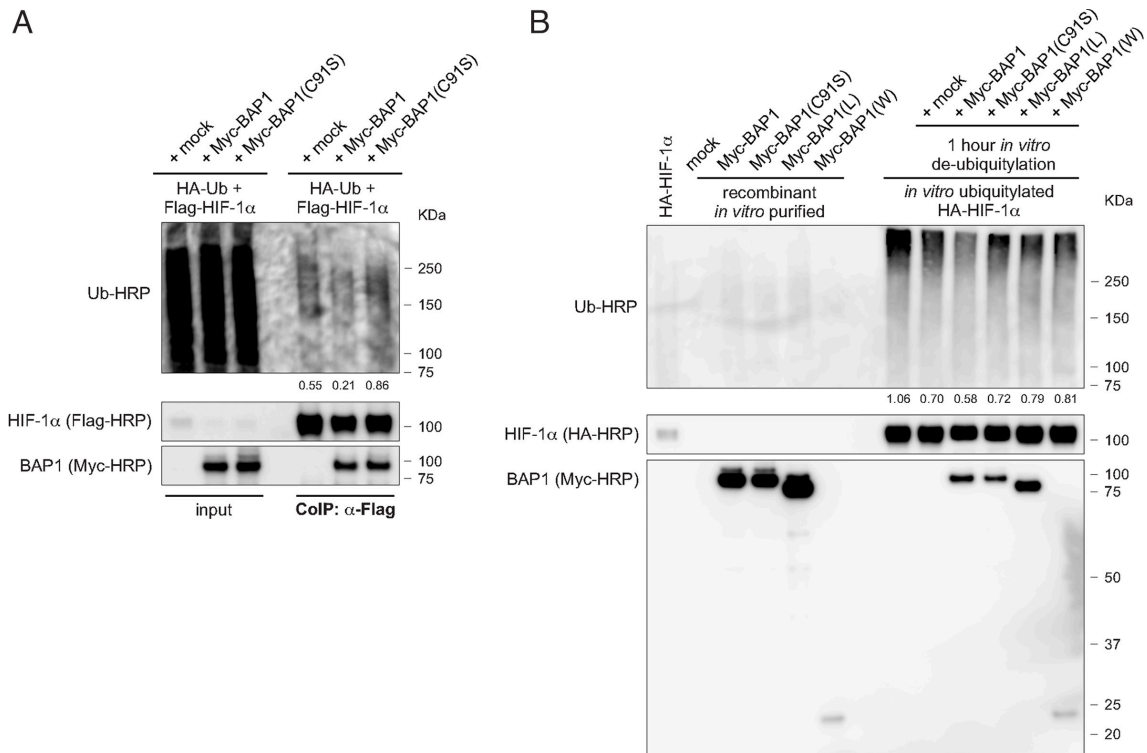 A
+ mock
+ Myc-BAP1
+ Myc-BAP1(C91S)
+ mock
+ Myc-BAP1
+ Myc-BAP1(C91S)
HA-Ub +
Flag-HIF-1α
HA-Ub +
Flag-HIF-1α
KDa
Ub-HRP
250
150
100
75
0.55 0.21 0.86
HIF-1α (Flag-HRP)
100
BAP1 (Myc-HRP)
100
75
input
CoIP: α-Flag
B
HA-HIF-1α
mock
Myc-BAP1
Myc-BAP1(C91S)
Myc-BAP1(L)
Myc-BAP1(W)
recombinant
in vitro purified
+ mock
+ Myc-BAP1
+ Myc-BAP1(C91S)
+ Myc-BAP1(L)
+ Myc-BAP1(W)
1 hour in vitro
de-ubiquitylation
in vitro ubiquitylated
HA-HIF-1α
KDa
Ub-HRP
250
150
100
75
1.06 0.70 0.58 0.72 0.79 0.81
HIF-1α (HA-HRP)
100
BAP1 (Myc-HRP)
100
75
50
37
25
20